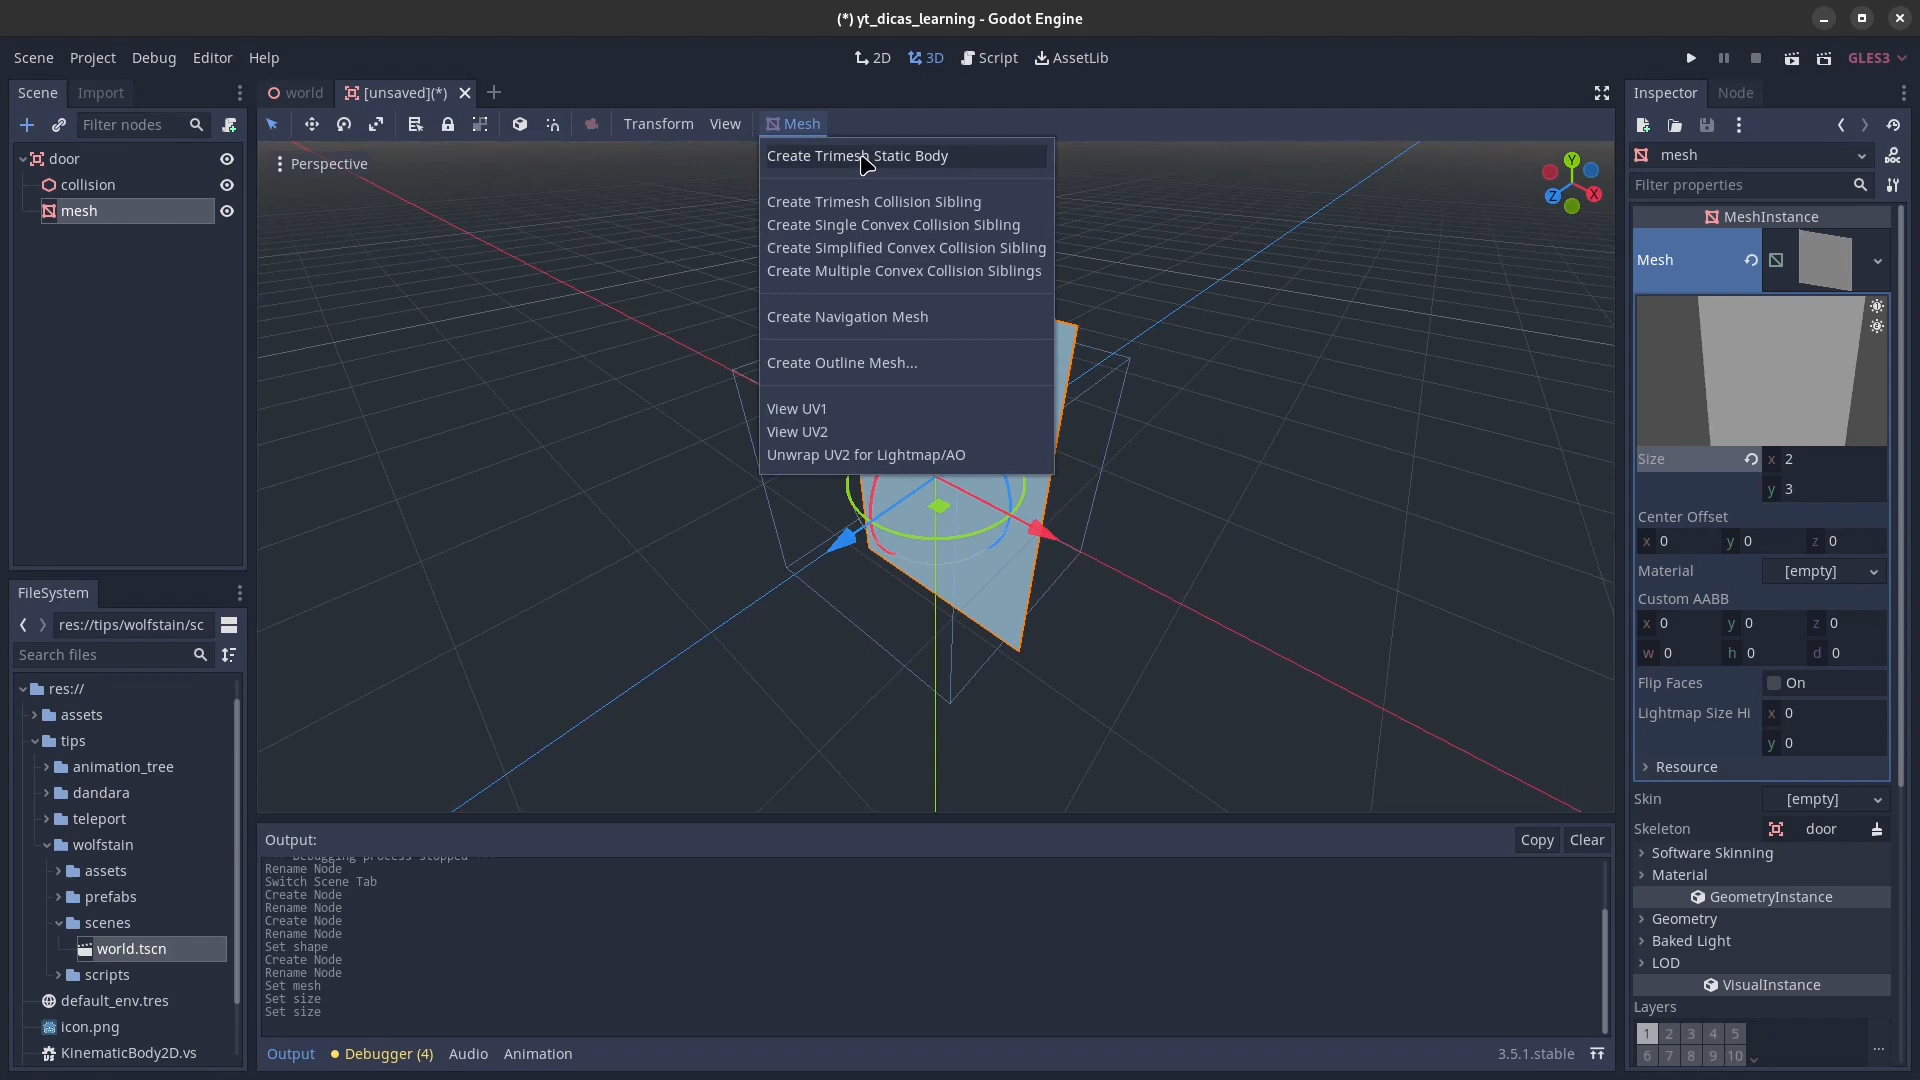 (*) yt_dicas_learning - Godot Engine
Scene Project Debug Editor Help
2D 3D Script AssetLib
GLES3
Scene Import
Filter nodes
door
collision
mesh
world [unsaved](*)
Transform View Mesh
Perspective
Create Trimesh Static Body
Create Trimesh Collision Sibling
Create Single Convex Collision Sibling
Create Simplified Convex Collision Sibling
Create Multiple Convex Collision Siblings
Create Navigation Mesh
Create Outline Mesh...
View UV1
View UV2
Unwrap UV2 for Lightmap/AO
Y
Z X
FileSystem
res://tips/wolfstain/sc
Search files
res://
assets
tips
animation_tree
dandara
teleport
wolfstain
assets
prefabs
scenes
world.tscn
scripts
default_env.tres
icon.png
KinematicBody2D.vs
Output:
Copy Clear
Debugging process stopped
Rename Node
Switch Scene Tab
Create Node
Rename Node
Create Node
Rename Node
Set shape
Create Node
Rename Node
Set mesh
Set size
Set size
Output Debugger (4) Audio Animation
3.5.1.stable
Inspector Node
mesh
Filter properties
MeshInstance
Mesh
Size x 2
y 3
Center Offset
x 0 y 0 z 0
Material [empty]
Custom AABB
x 0 y 0 z 0
w 0 h 0 d 0
Flip Faces On
Lightmap Size Hi x 0
y 0
Resource
Skin [empty]
Skeleton door
Software Skinning
Material
GeometryInstance
Geometry
Baked Light
LOD
VisualInstance
Layers
1 2 3 4 5
6 7 8 9 10
...